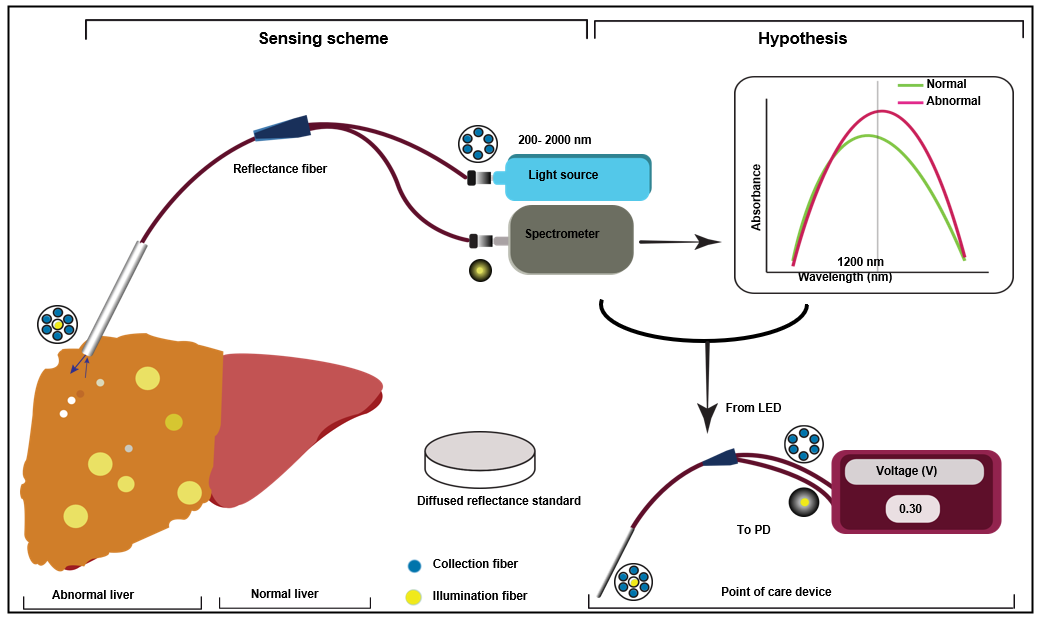 Sensing scheme
Hypothesis
Normal
Abnormal
200- 2000 nm
Reflectance fiber
Light source
Spectrometer
Absorbance
1200 nm
Wavelength (nm)
From LED
Voltage (V)
0.30
To PD
Diffused reflectance standard
Collection fiber
Illumination fiber
Abnormal liver
Normal liver
Point of care device